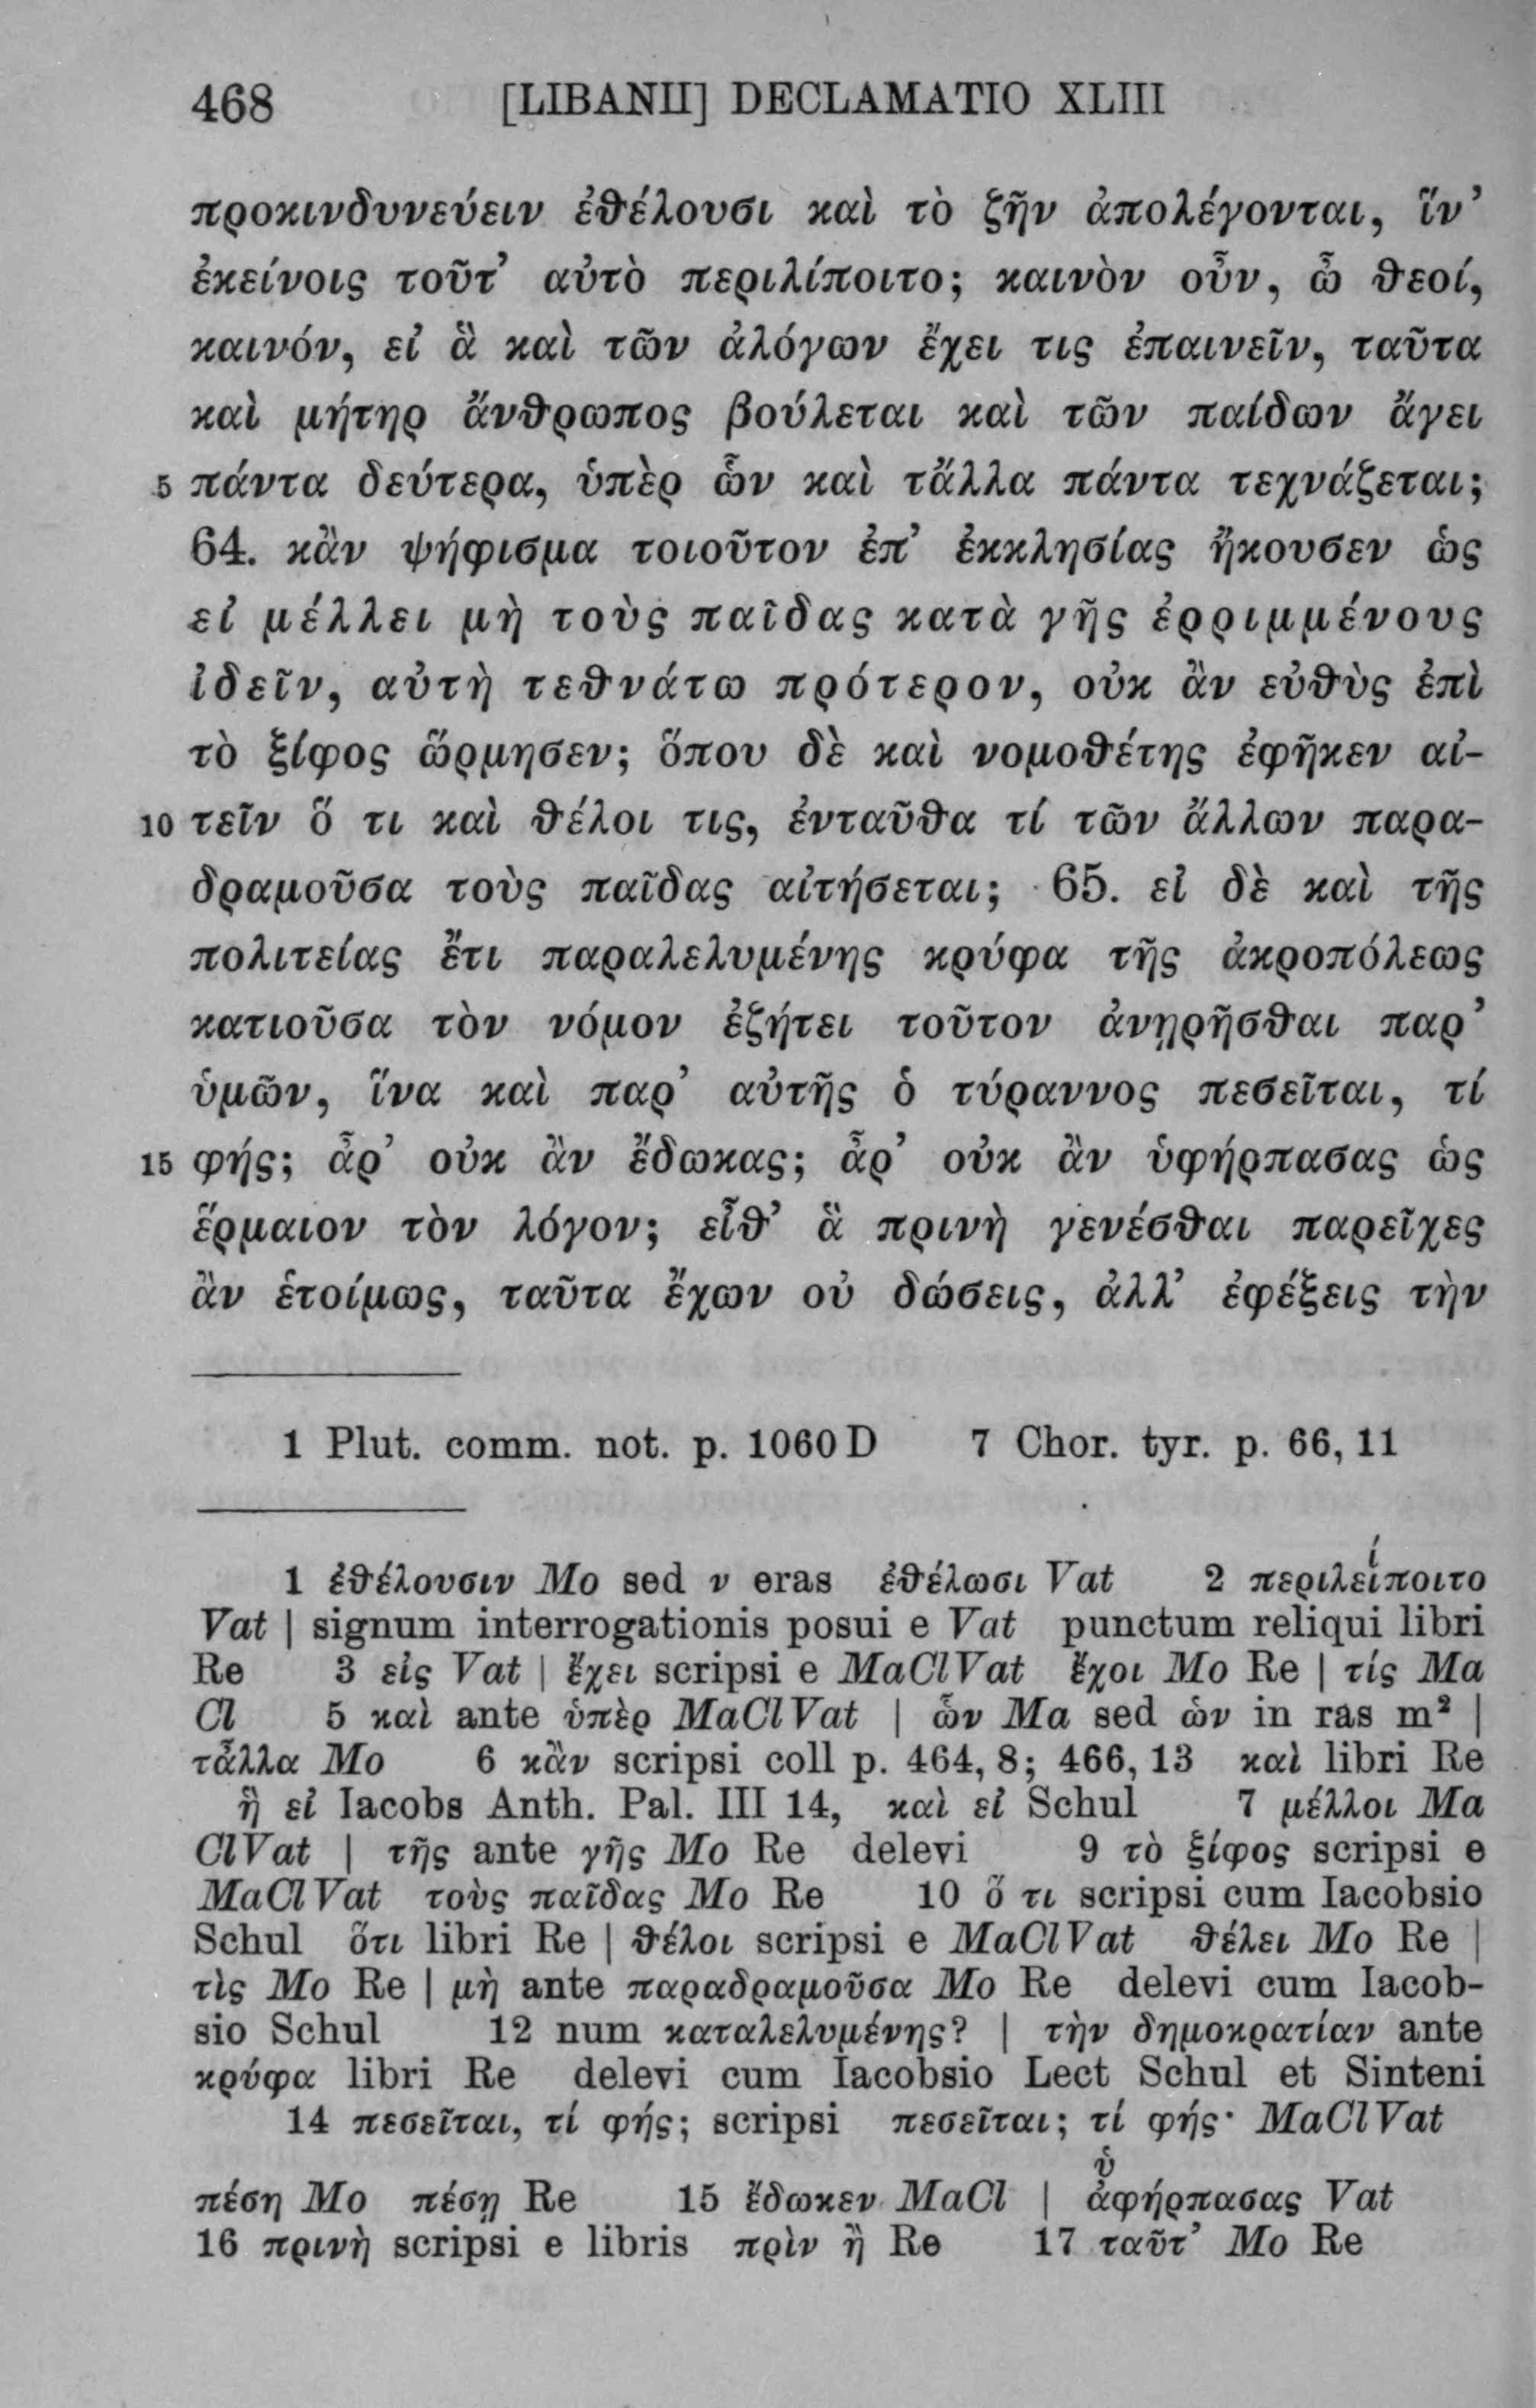 468 [LIBANII] DECLAMATIO XLIII
προκινδυνεύειν ἐθέλουσι καὶ τὸ ζῆν ἀπολέγονται, ἵν’
ἐκείνοις τοῦτ’ αὐτὸ περιλίποιτο; καινὸν οὖν, ὦ θεοί,
καινόν, εἰ ἃ καὶ τῶν ἀλόγων ἔχει τις ἐπαινεῖν, ταῦτα
καὶ μήτηρ ἄνθρωπος βούλεται καὶ τῶν παίδων ἄγει
5 πάντα δεύτερα, ὑπὲρ ὧν καὶ τἄλλα πάντα τεχνάζεται;
64. κἂν ψήφισμα τοιοῦτον ἐπ’ ἐκκλησίας ἤκουσεν ὡς
εἰ μέλλει μὴ τοὺς παῖδας κατὰ γῆς ἐρριμμένους
ἰδεῖν, αὐτὴ τεθνάτω πρότερον, οὐκ ἂν εὐθὺς ἐπὶ
τὸ ξίφος ὥρμησεν; ὅπου δὲ καὶ νομοθέτης ἐφῆκεν αἰ-
10 τεῖν ὅ τι καὶ θέλοι τις, ἐνταῦθα τί τῶν ἄλλων παρα-
δραμοῦσα τοὺς παῖδας αἰτήσεται; 65. εἰ δὲ καὶ τῆς
πολιτείας ἔτι παραλελυμένης κρύφα τῆς ἀκροπόλεως
κατιοῦσα τὸν νόμον ἐζήτει τοῦτον ἀνῃρῆσθαι παρ’
ὑμῶν, ἵνα καὶ παρ’ αὐτῆς ὁ τύραννος πεσεῖται, τί
15 φής; ἆρ’ οὐκ ἂν ἔδωκας; ἆρ’ οὐκ ἂν ὑφήρπασας ὡς
ἕρμαιον τὸν λόγον; εἶθ’ ἃ πρινὴ γενέσθαι παρεῖχες
ἂν ἑτοίμως, ταῦτα ἔχων οὐ δώσεις, ἀλλ’ ἐφέξεις τὴν
1 Plut. comm. not. p. 1060 D 7 Chor. tyr. p. 66, 11
1 ἐθέλουσιν Mo sed ν eras ἐθέλωσι Vat 2 περιλείποιτο
Vat | signum interrogationis posui e Vat punctum reliqui libri
Re 3 εἰς Vat | ἔχει scripsi e MaClVat ἔχοι Mo Re | τίς Ma
Cl 5 καὶ ante ὑπὲρ MaClVat | ὧν Ma sed ὡν in ras m² |
τἆλλα Mo 6 κἂν scripsi coll p. 464, 8; 466, 13 καὶ libri Re
ἢ εἰ Iacobs Anth. Pal. III 14, καὶ εἰ Schul 7 μέλλοι Ma
ClVat | τῆς ante γῆς Mo Re delevi 9 τὸ ξίφος scripsi e
MaClVat τοὺς παῖδας Mo Re 10 ὅ τι scripsi cum Iacobsio
Schul ὅτι libri Re | θέλοι scripsi e MaClVat θέλει Mo Re |
τὶς Mo Re | μὴ ante παραδραμοῦσα Mo Re delevi cum Iacob-
sio Schul 12 num καταλελυμένης? | τὴν δημοκρατίαν ante
κρύφα libri Re delevi cum Iacobsio Lect Schul et Sinteni
14 πεσεῖται, τί φής; scripsi πεσεῖται; τί φής· MaClVat
πέση Mo πέσῃ Re 15 ἔδωκεν MaCl | ἀφήρπασας Vat
16 πρινὴ scripsi e libris πρὶν ἢ Re 17 ταῦτ’ Mo Re